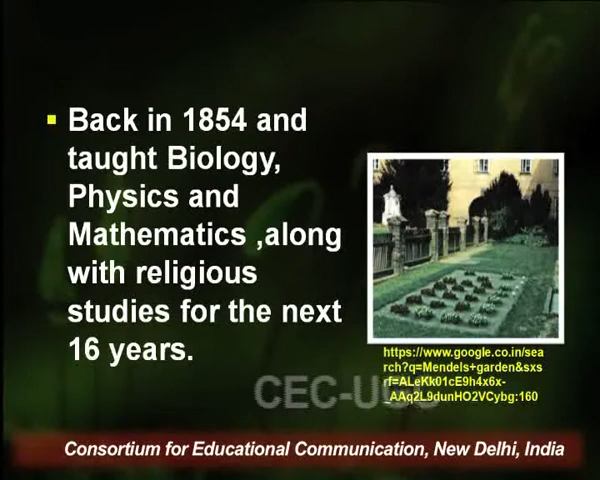 Back in 1854 and
taught Biology,
Physics and
Mathematics ,along
with religious
studies for the next
16 years.
https://www.google.co.in/sea
rch?q=Mendels+garden&sxs
rf=ALeKk01cE9h4x6x-
_AAq2L9dunHO2VCybg:160
Consortium for Educational Communication, New Delhi, India